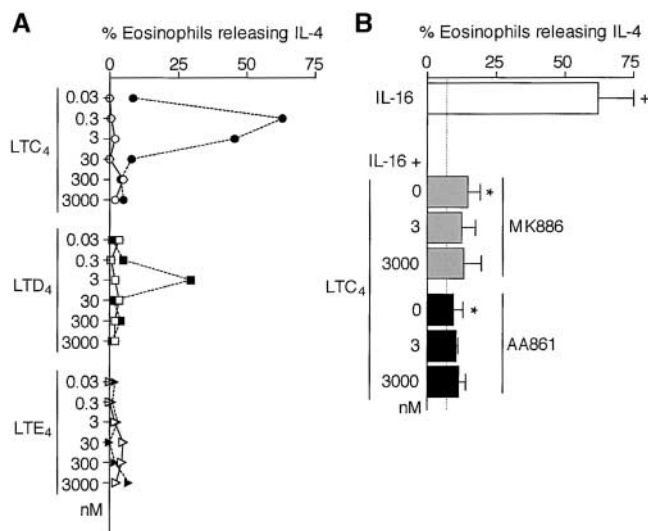 A
% Eosinophils releasing IL-4
0 25 50 75
LTC4
0.03
0.3
3
30
300
3000
LTD4
0.03
0.3
3
30
300
3000
LTE4
0.03
0.3
3
30
300
3000
nM
B
% Eosinophils releasing IL-4
0 25 50 75
IL-16
+
IL-16 +
LTC4
0
*
3
3000
MK886
0
*
3
3000
AA861
nM